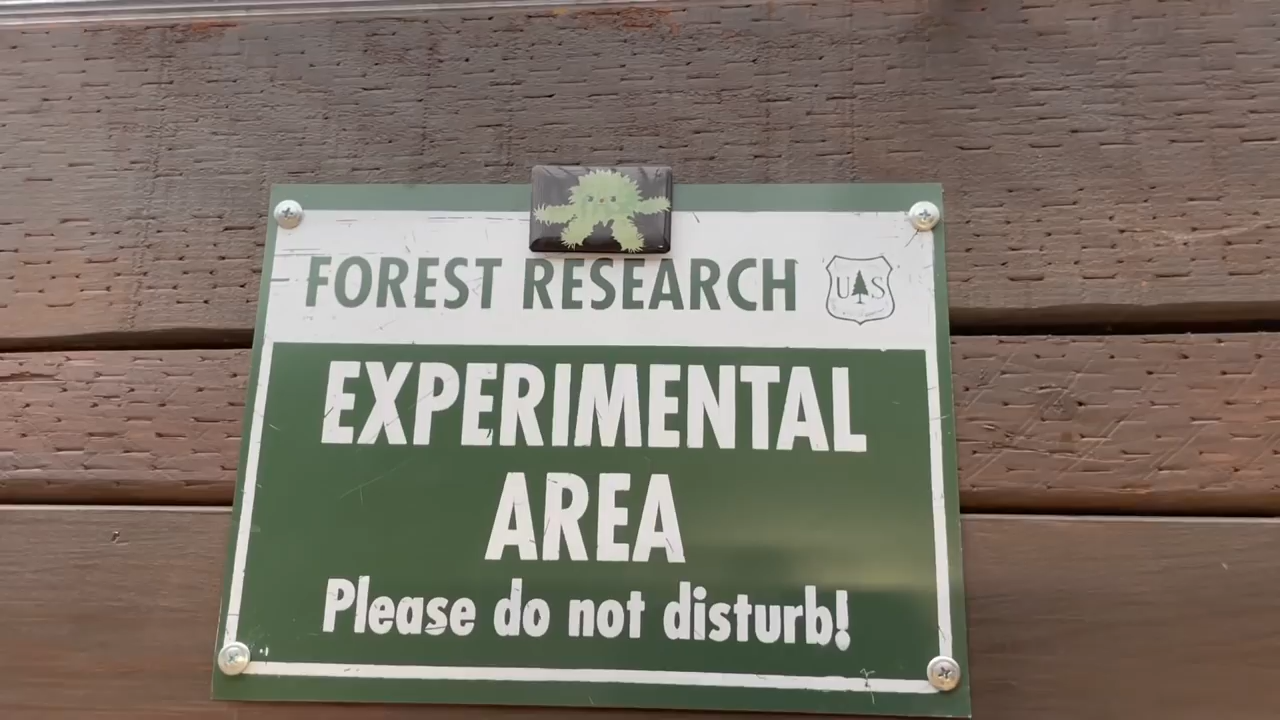 FOREST RESEARCH
U S
EXPERIMENTAL
AREA
Please do not disturb!